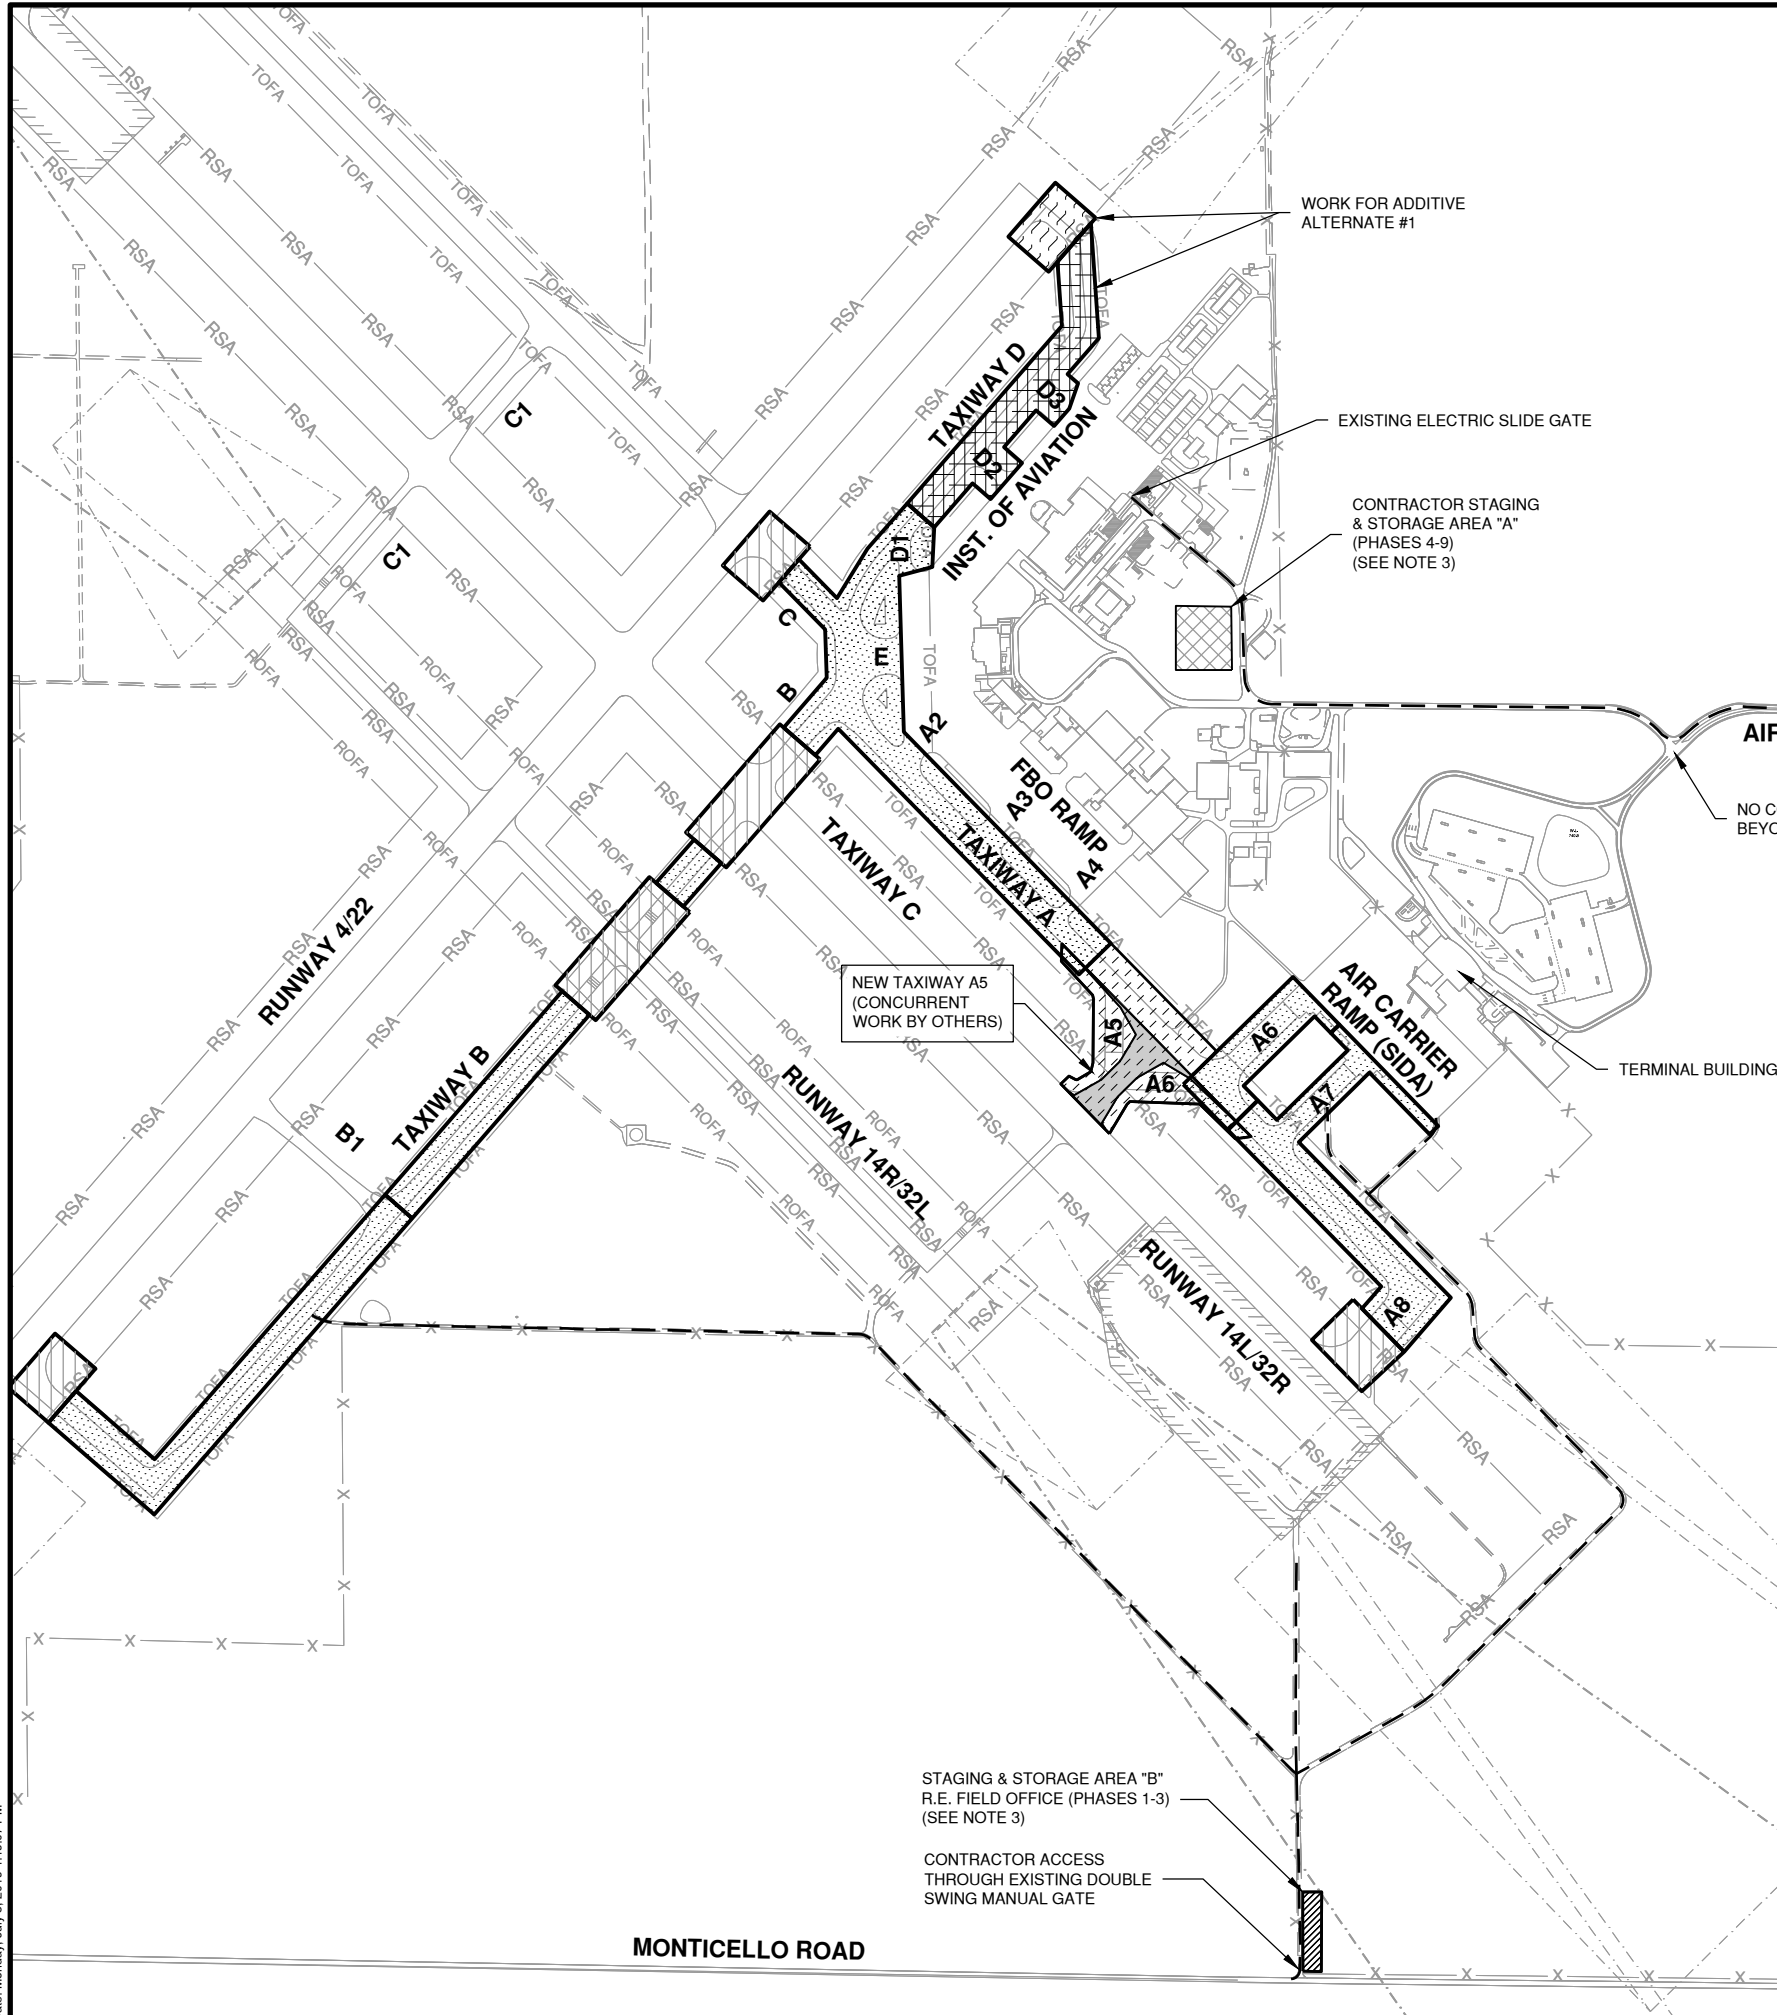 WORK FOR ADDITIVE
ALTERNATE #1
EXISTING ELECTRIC SLIDE GATE
CONTRACTOR STAGING
& STORAGE AREA "A"
(PHASES 4-9)
(SEE NOTE 3)
TAXIWAY D
D3
D2
D1
INST. OF AVIATION
C1
C1
C
E
B
A2
FBO RAMP
A3
A4
TAXIWAY A
TAXIWAY C
AIR
NO C
BEYO
RUNWAY 4/22
NEW TAXIWAY A5
(CONCURRENT
WORK BY OTHERS)
A5
A6
A6
A7
AIR CARRIER
RAMP (SIDA)
TERMINAL BUILDING
TAXIWAY B
B1
RUNWAY 14R/32L
RUNWAY 14L/32R
A8
STAGING & STORAGE AREA "B"
R.E. FIELD OFFICE (PHASES 1-3)
(SEE NOTE 3)
CONTRACTOR ACCESS
THROUGH EXISTING DOUBLE
SWING MANUAL GATE
MONTICELLO ROAD
RSA
TOFA
ROFA